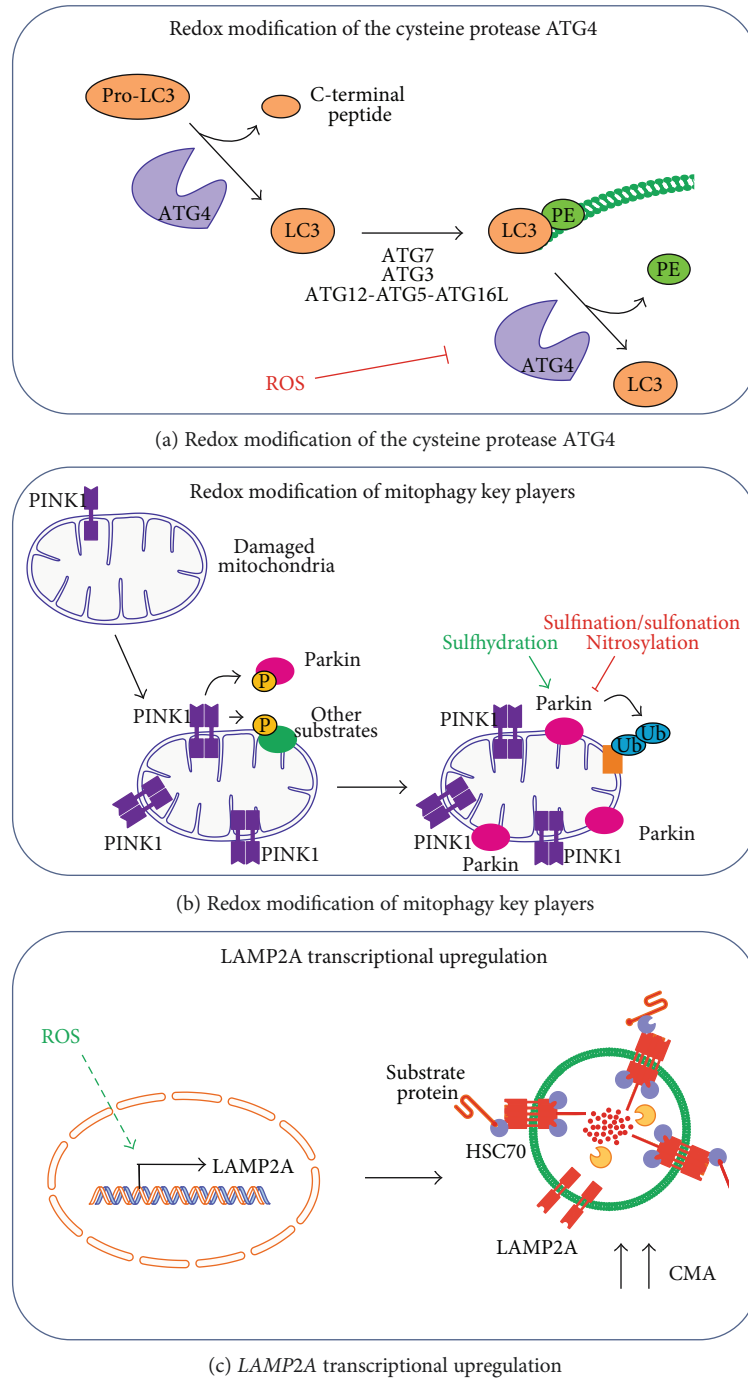 Redox modification of the cysteine protease ATG4
Pro-LC3
C-terminal
peptide
ATG4
LC3
ATG7
ATG3
ATG12-ATG5-ATG16L
LC3
PE
PE
ATG4
LC3
ROS
(a) Redox modification of the cysteine protease ATG4
Redox modification of mitophagy key players
PINK1
Damaged
mitochondria
PINK1
P
Parkin
P
Other
substrates
PINK1
PINK1
Sulfhydration
Sulfination/sulfonation
Nitrosylation
Parkin
PINK1
Ub
Ub
PINK1
Parkin
PINK1
Parkin
(b) Redox modification of mitophagy key players
LAMP2A transcriptional upregulation
ROS
LAMP2A
Substrate
protein
HSC70
LAMP2A
CMA
(c) LAMP2A transcriptional upregulation